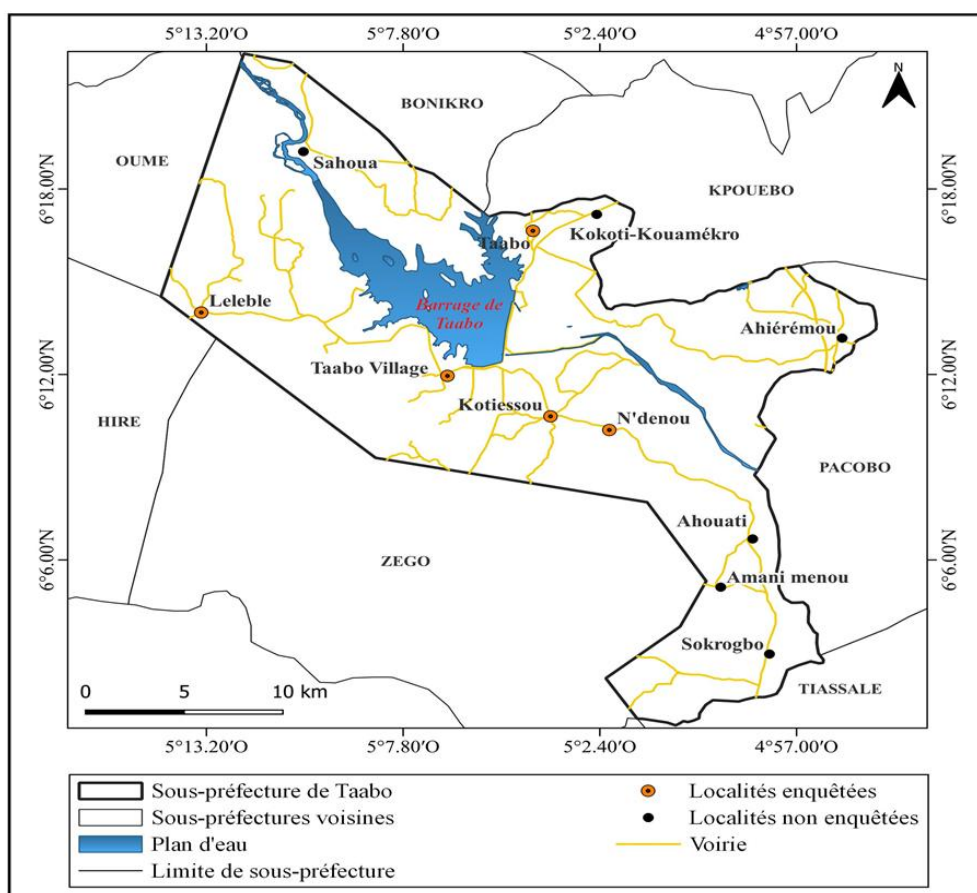 5°13.20′O 5°7.80′O 5°2.40′O 4°57.00′O
N
BONIKRO
OUME
Sahoua
KPOUEBO
6°18.00′N 6°18.00′N
Kokoti-Kouamékro
Taabo
Leleble
Barrage de
Taabo
Ahiérémou
Taabo Village
6°12.00′N 6°12.00′N
Kotiessou
N'denou
HIRE
PACOBO
Ahouati
ZEGO
6°6.00′N 6°6.00′N
Amani menou
Sokrogbo
TIASSALE
0 5 10 km
5°13.20′O 5°7.80′O 5°2.40′O 4°57.00′O
Sous-préfecture de Taabo
Sous-préfectures voisines
Plan d'eau
Limite de sous-préfecture
Localités enquêtées
Localités non enquêtées
Voirie